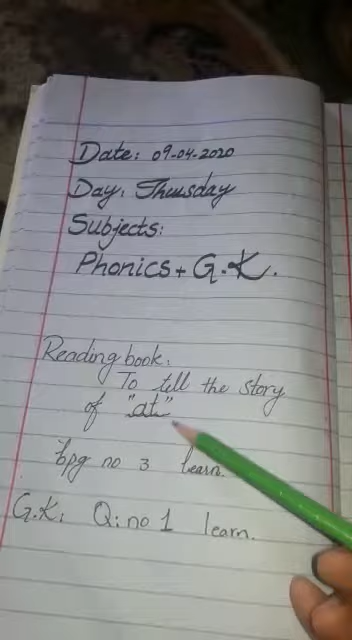 Date: 09-04-2020
Day: Thursday
Subjects:
Phonics + G.K.
Reading book:
To tell the story
of "at"
bpg no 3 learn.
G.K: Q:no 1 learn.